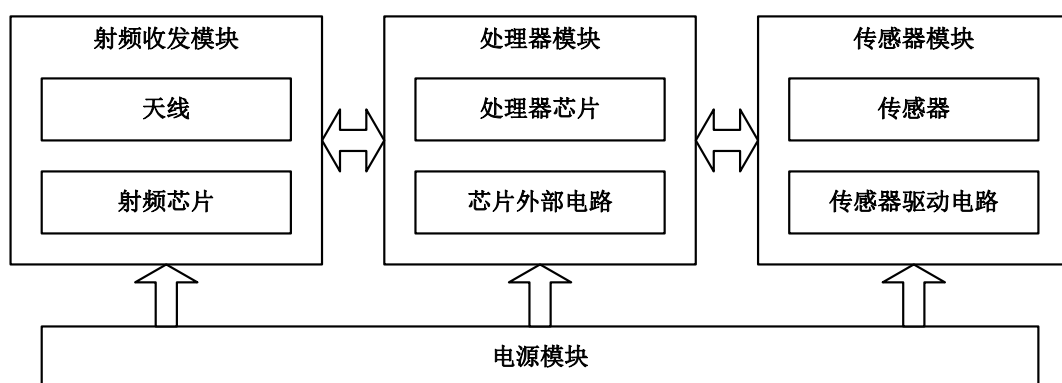 射频收发模块
处理器模块
传感器模块
天线
处理器芯片
传感器
射频芯片
芯片外部电路
传感器驱动电路
电源模块